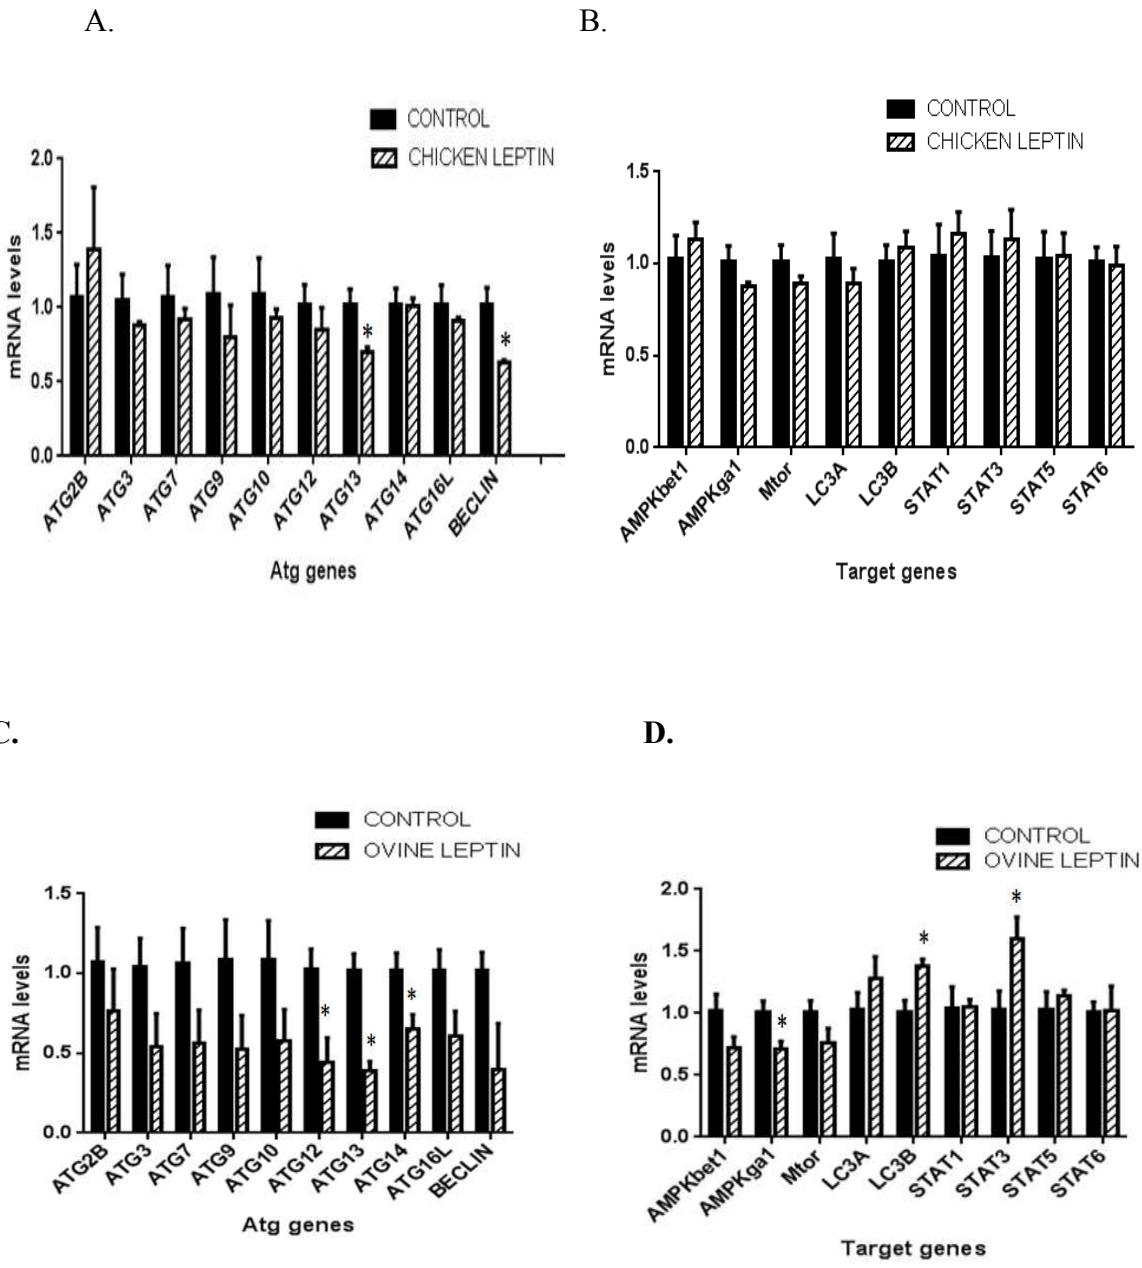 A.
CONTROL
CHICKEN LEPTIN
2.0
1.5
1.0
0.5
0.0
mRNA levels
ATG2B ATG3 ATG7 ATG9 ATG10 ATG12 ATG13 ATG14 ATG16L BECLIN
* *
Atg genes
B.
CONTROL
CHICKEN LEPTIN
1.5
1.0
0.5
0.0
mRNA levels
AMPKbet1 AMPKga1 Mtor LC3A LC3B STAT1 STAT3 STAT5 STAT6
Target genes
C.
CONTROL
OVINE LEPTIN
1.5
1.0
0.5
0.0
mRNA levels
* * *
ATG2B ATG3 ATG7 ATG9 ATG10 ATG12 ATG13 ATG14 ATG16L BECLIN
Atg genes
D.
CONTROL
OVINE LEPTIN
2.0
1.5
1.0
0.5
0.0
mRNA levels
* * *
AMPKbet1 AMPKga1 Mtor LC3A LC3B STAT1 STAT3 STAT5 STAT6
Target genes